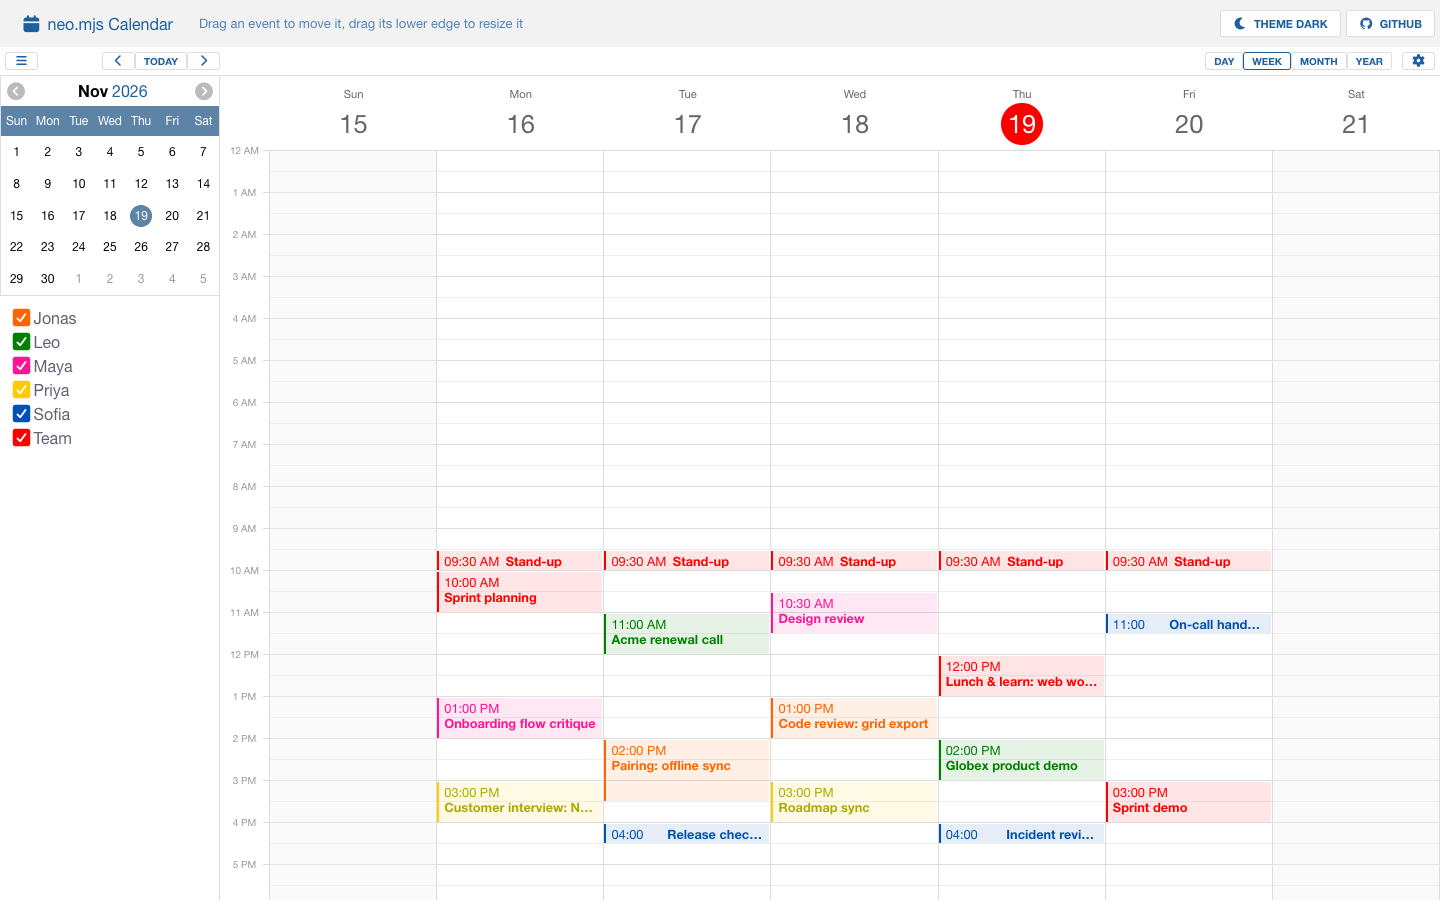 neo.mjs Calendar
Drag an event to move it, drag its lower edge to resize it
THEME DARK
GITHUB
TODAY
DAY WEEK MONTH YEAR
Nov 2026
Sun Mon Tue Wed Thu Fri Sat
1 2 3 4 5 6 7
8 9 10 11 12 13 14
15 16 17 18 19 20 21
22 23 24 25 26 27 28
29 30 1 2 3 4 5
Jonas
Leo
Maya
Priya
Sofia
Team
Sun Mon Tue Wed Thu Fri Sat
15 16 17 18 19 20 21
12 AM
1 AM
2 AM
3 AM
4 AM
5 AM
6 AM
7 AM
8 AM
9 AM
09:30 AM Stand-up 09:30 AM Stand-up 09:30 AM Stand-up 09:30 AM Stand-up 09:30 AM Stand-up
10 AM
10:00 AM
Sprint planning
10:30 AM
Design review
11 AM
11:00 AM
Acme renewal call
11:00 On-call hand...
12 PM
12:00 PM
Lunch & learn: web wo...
1 PM
01:00 PM
Onboarding flow critique
01:00 PM
Code review: grid export
2 PM
02:00 PM
Pairing: offline sync
02:00 PM
Globex product demo
3 PM
03:00 PM
Customer interview: N...
03:00 PM
Roadmap sync
03:00 PM
Sprint demo
4 PM
04:00 Release chec...
04:00 Incident revi...
5 PM